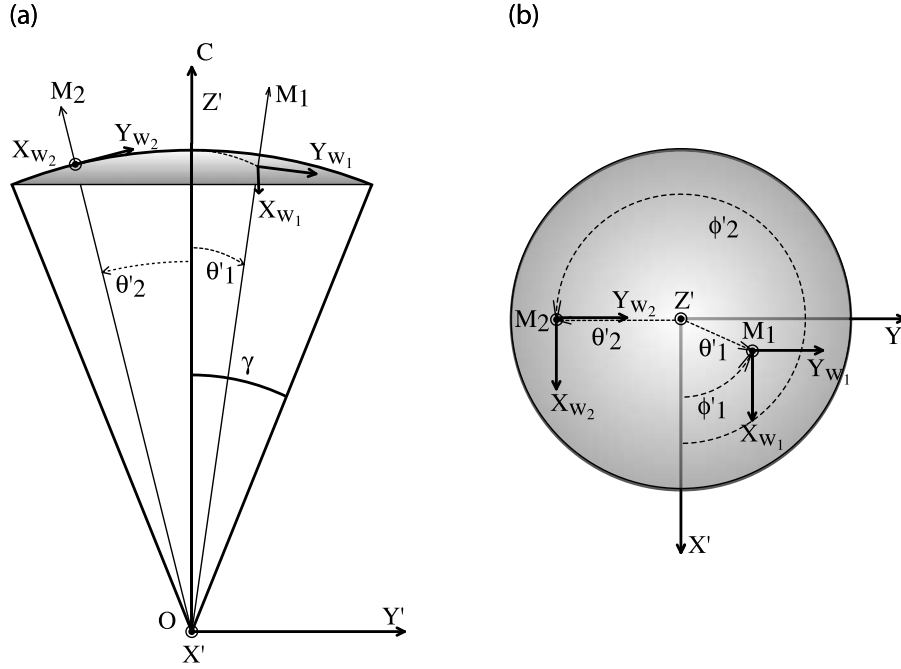 (a)
(b)
C
Z'
M2
M1
XW2
YW2
YW1
XW1
θ'2
θ'1
γ
O
X'
Y'
ϕ'2
M2
YW2
Z'
θ'2
M1
θ'1
Y'
YW1
XW2
ϕ'1
XW1
X'